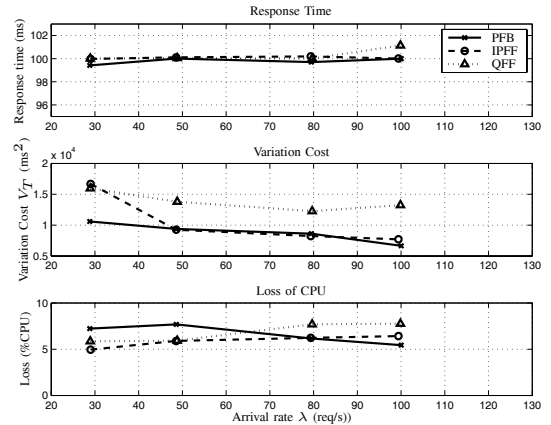 Response Time
Response time (ms)
102
100
98
96
PFB
IPFF
QFF
20 30 40 50 60 70 80 90 100 110 120 130
Variation Cost
x 10^4
Variation Cost V_T (ms^2)
2
1.5
1
0.5
20 30 40 50 60 70 80 90 100 110 120 130
Loss of CPU
Loss (%CPU)
10
5
0
20 30 40 50 60 70 80 90 100 110 120 130
Arrival rate λ (req/s))